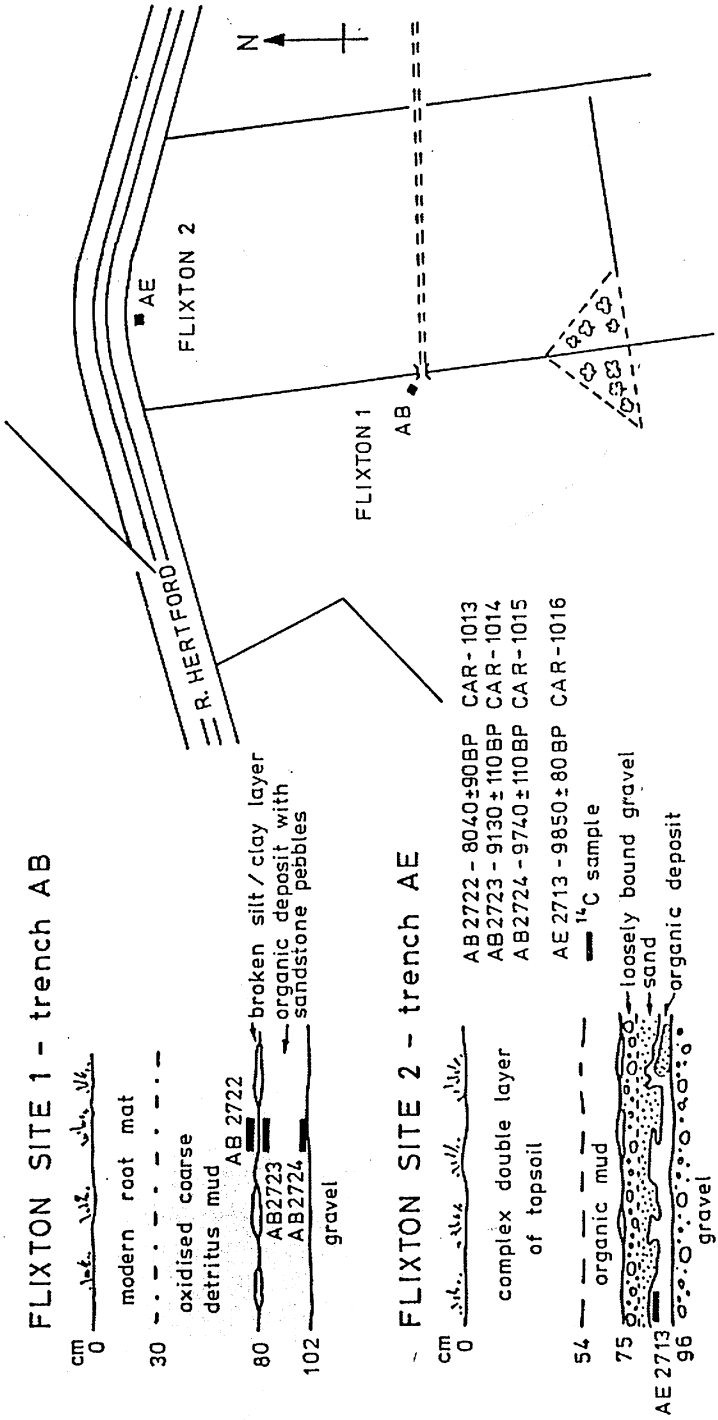 FLIXTON SITE 1 - trench AB
cm
0
modern root mat
30
oxidised coarse
detritus mud
AB 2722
80
broken silt / clay layer
AB2723
organic deposit with
sandstone pebbles
AB2724
102
gravel
FLIXTON SITE 2 - trench AE
cm
0
complex double layer
of topsoil
54
organic mud
75
loosely bound gravel
sand
AE 2713
organic deposit
96
gravel
AB 2722 - 8040±90BP CAR-1013
AB2723 - 9130±110BP CAR-1014
AB2724 - 9740±110BP CAR-1015
AE 2713 - 9850±80BP CAR-1016
¹⁴C sample
R. HERTFORD
AE
FLIXTON 2
FLIXTON 1
AB
N